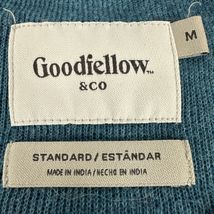 M
Goodfellow™
&CO
STANDARD/ESTÁNDAR
MADE IN INDIA/HECHO EN INDIA